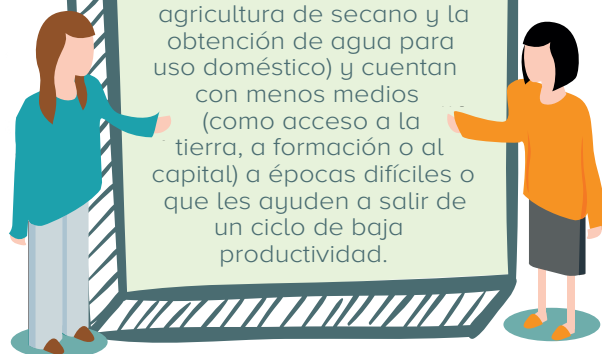 agricultura de secano y la
obtención de agua para
uso doméstico) y cuentan
con menos medios
(como acceso a la
tierra, a formación o al
capital) a épocas difíciles o
que les ayuden a salir de
un ciclo de baja
productividad.